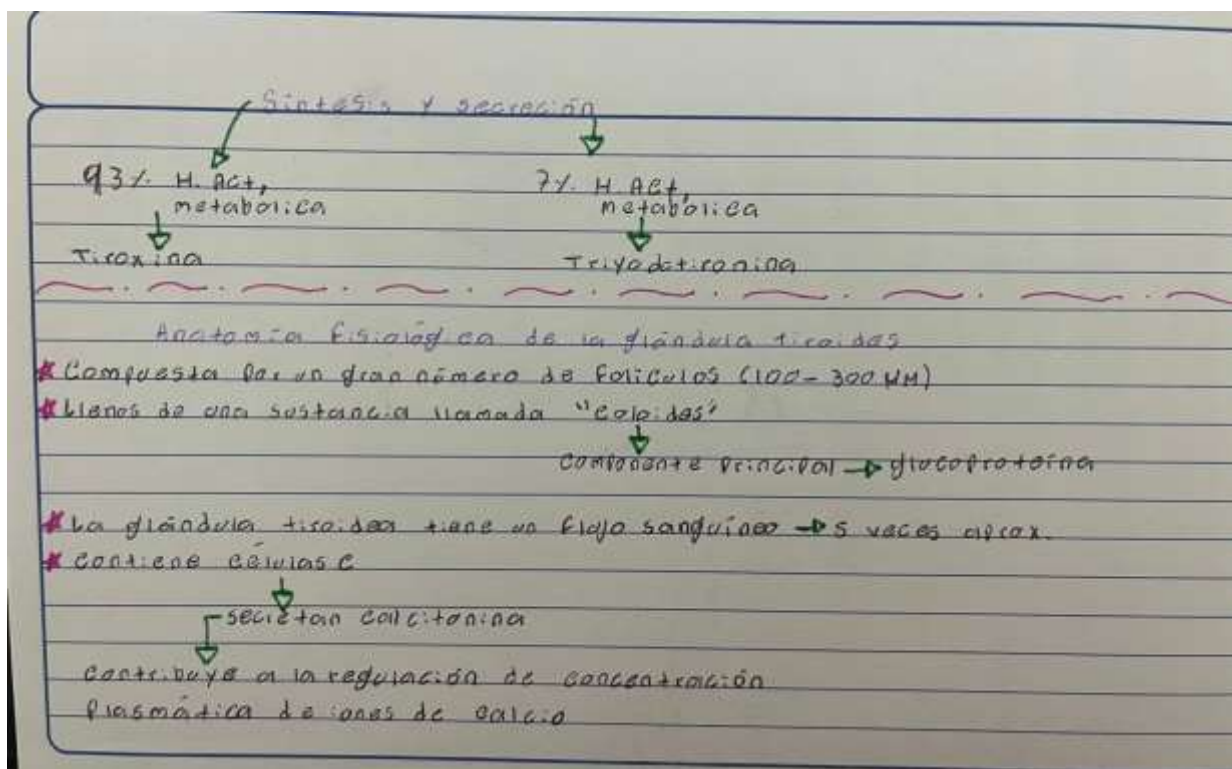 Síntesis y secreción
93% H. Act, 7% H. Act,
metabólica metabólica
Tiroxina Triyodotironina
Anatomía fisiológica de la glándula tiroides
* Compuesta por un gran número de folículos (100-300 µM)
* Llenos de una sustancia llamada "coloides"
componente principal → glucoproteína
* La glándula tiroidea tiene un flujo sanguíneo → 5 veces aprox.
* Contiene células C
secretan calcitonina
Contribuye a la regulación de concentración
plasmática de iones de calcio